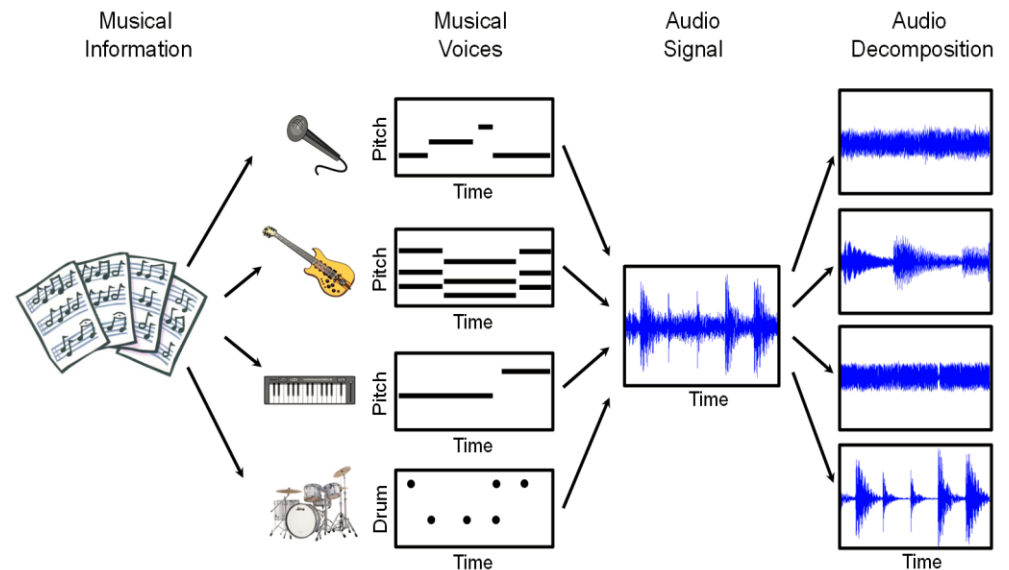 Musical
Information
Musical
Voices
Audio
Signal
Audio
Decomposition
Pitch
Time
Pitch
Time
Pitch
Time
Drum
Time
Time
Time